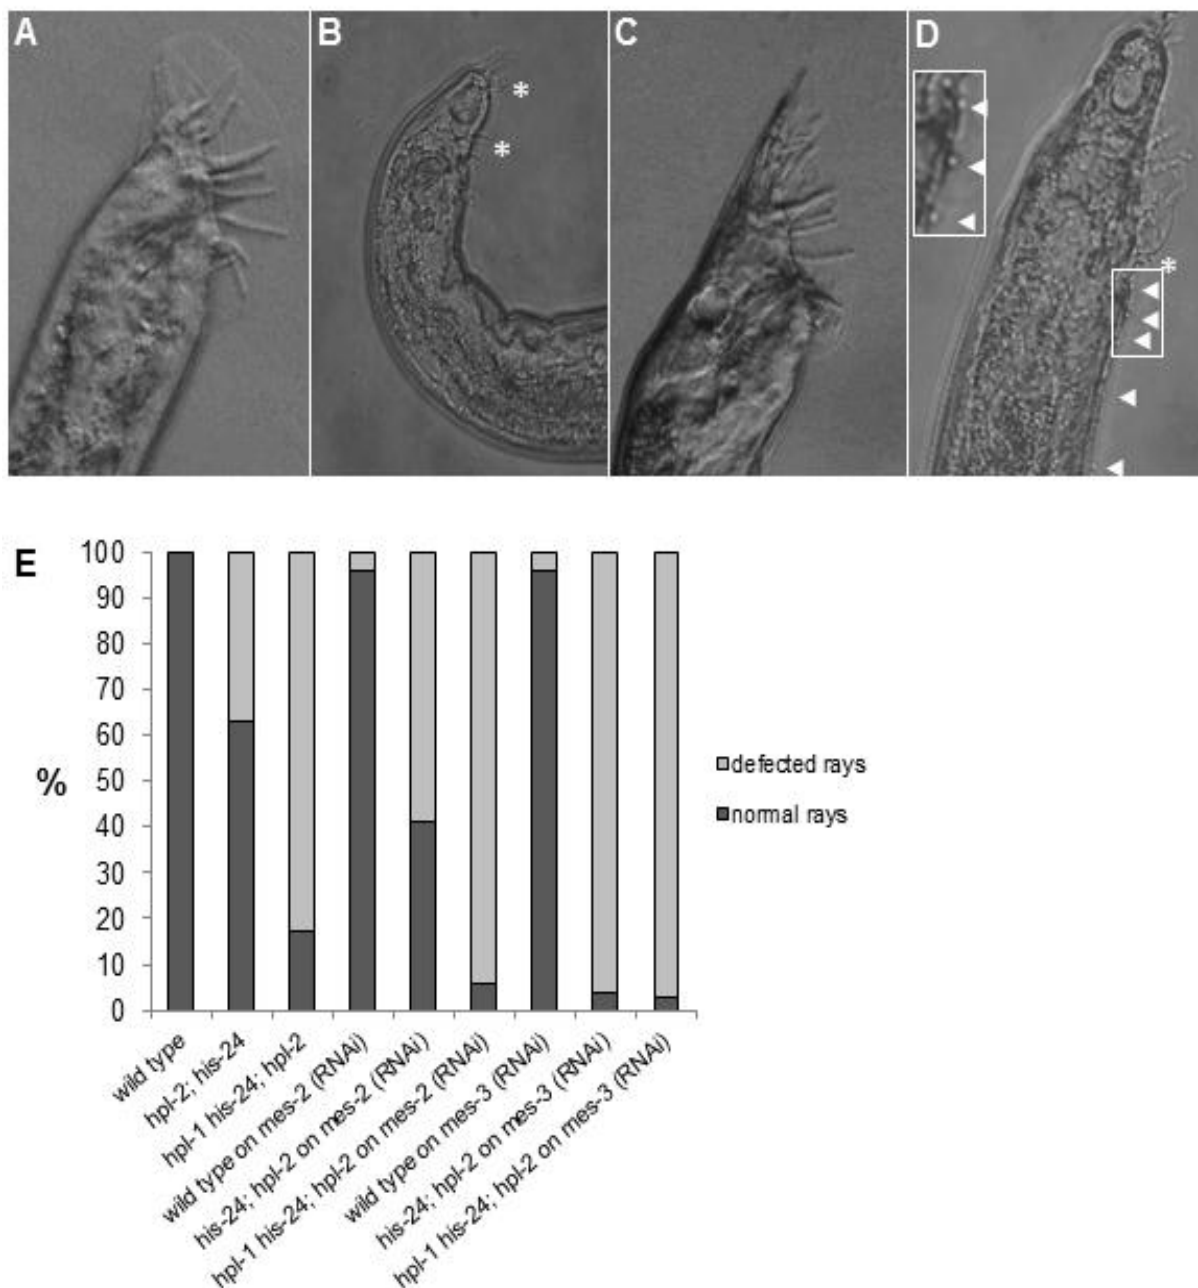 A
B
*
*
C
D
*
E
100
90
80
70
60
50
40
30
20
10
0
%
defected rays
normal rays
wild type
hpl-2; his-24
hpl-1 his-24; hpl-2
wild type on mes-2 (RNAi)
his-24; hpl-2 on mes-2 (RNAi)
hpl-1 his-24; hpl-2 on mes-2 (RNAi)
wild type on mes-3 (RNAi)
his-24; hpl-2 on mes-3 (RNAi)
hpl-1 his-24; hpl-2 on mes-3 (RNAi)